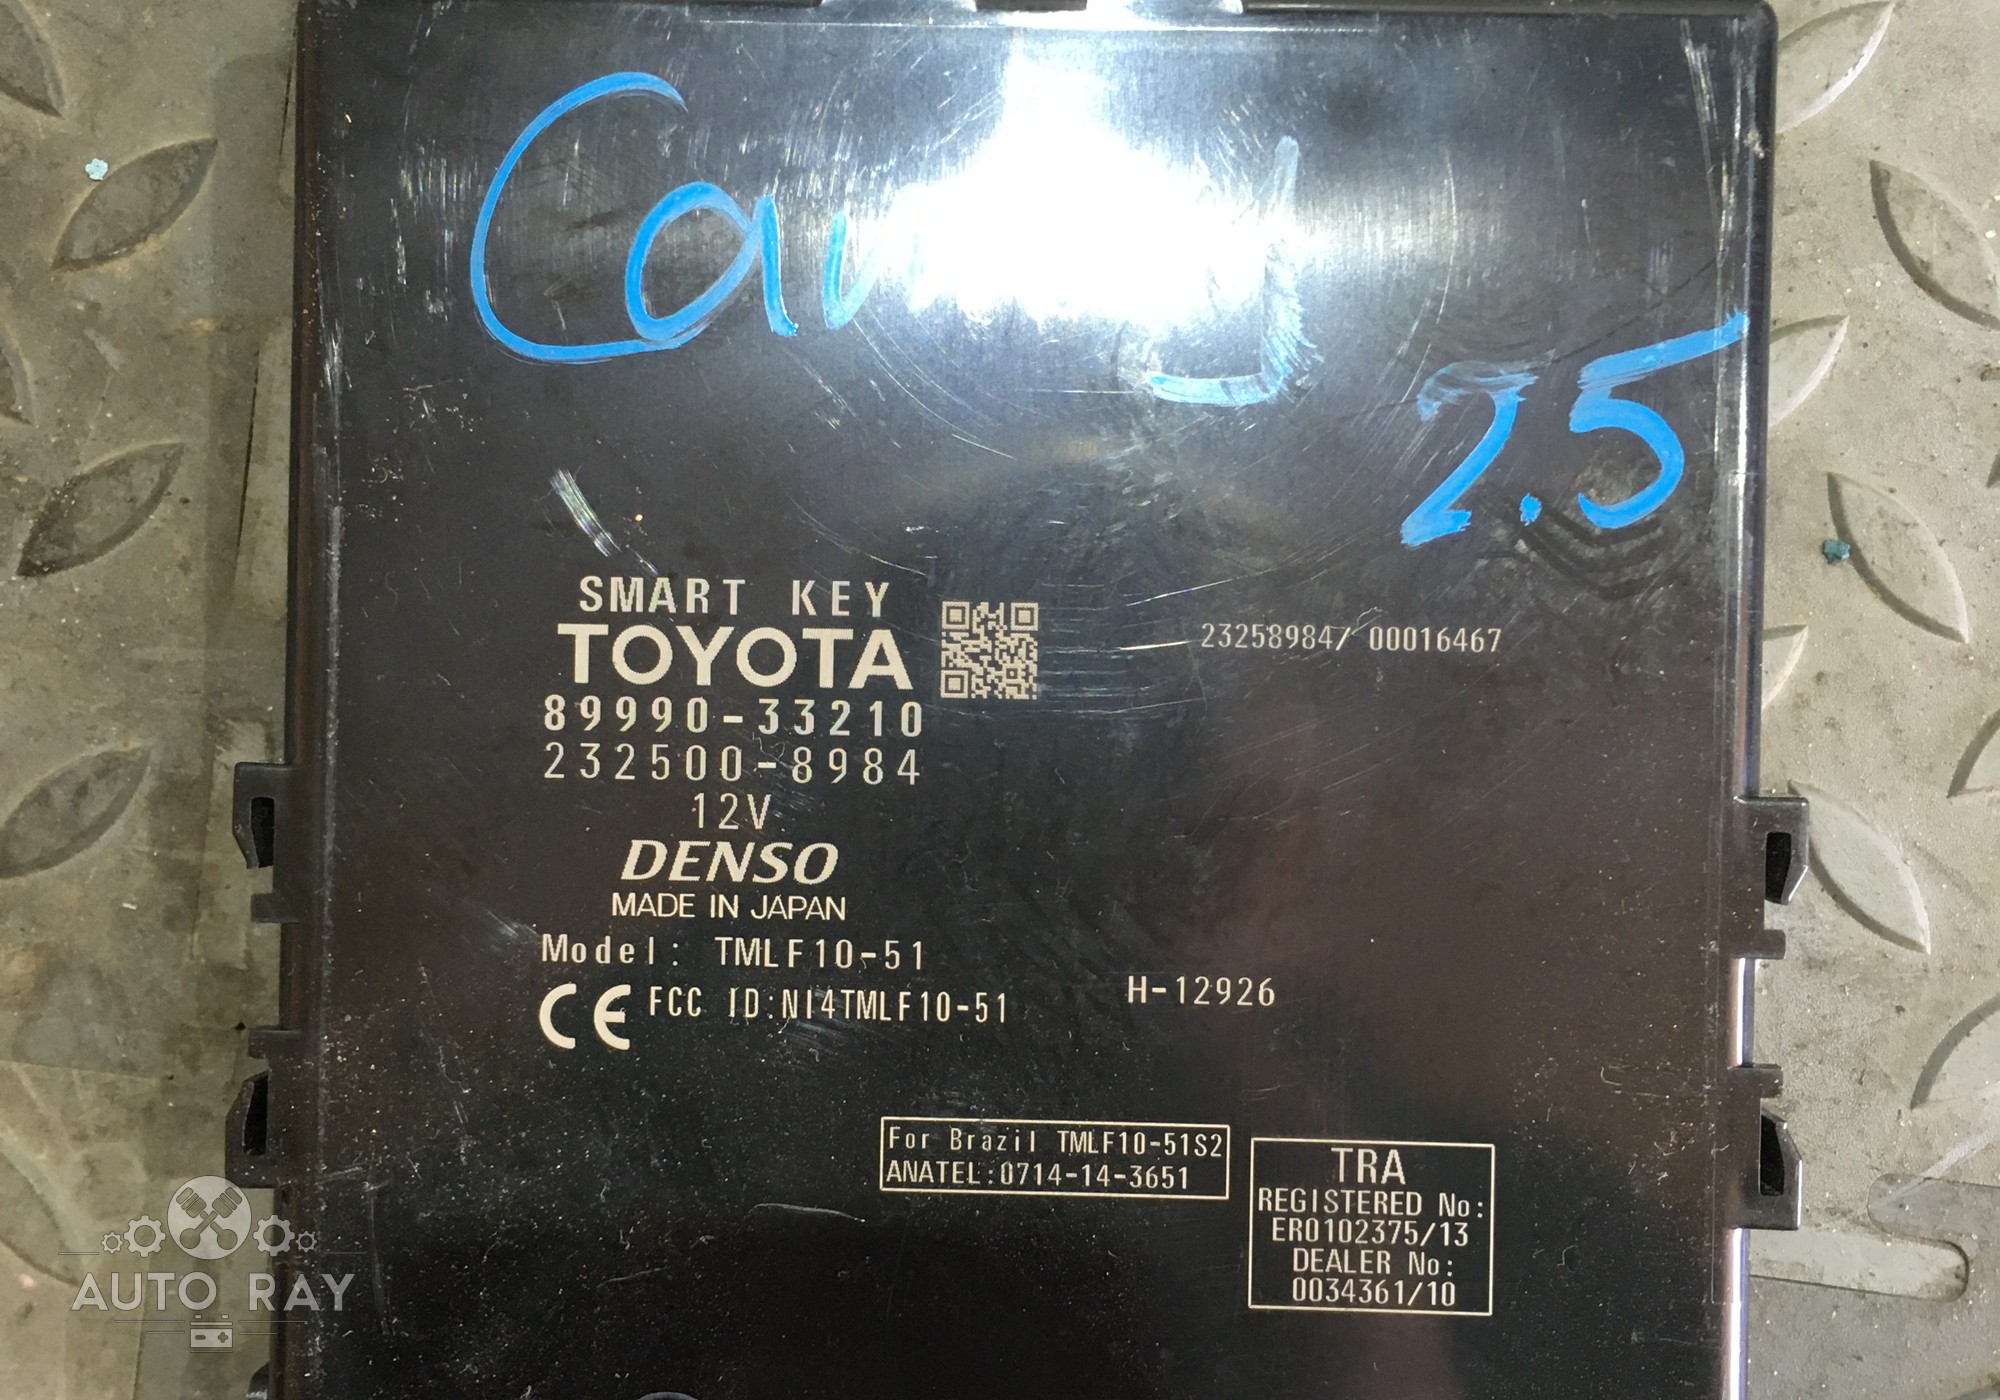 2.5
SMART KEY
TOYOTA
23258984/ 00016467
89990-33210
232500-8984
12V
DENSO
MADE IN JAPAN
Model: TMLF10-51
CE FCC ID:NI4TMLF10-51
H-12926
For Brazil TMLF10-51S2
ANATEL:0714-14-3651
TRA
REGISTERED No:
ER0102375/13
DEALER No:
0034361/10
AUTO RAY